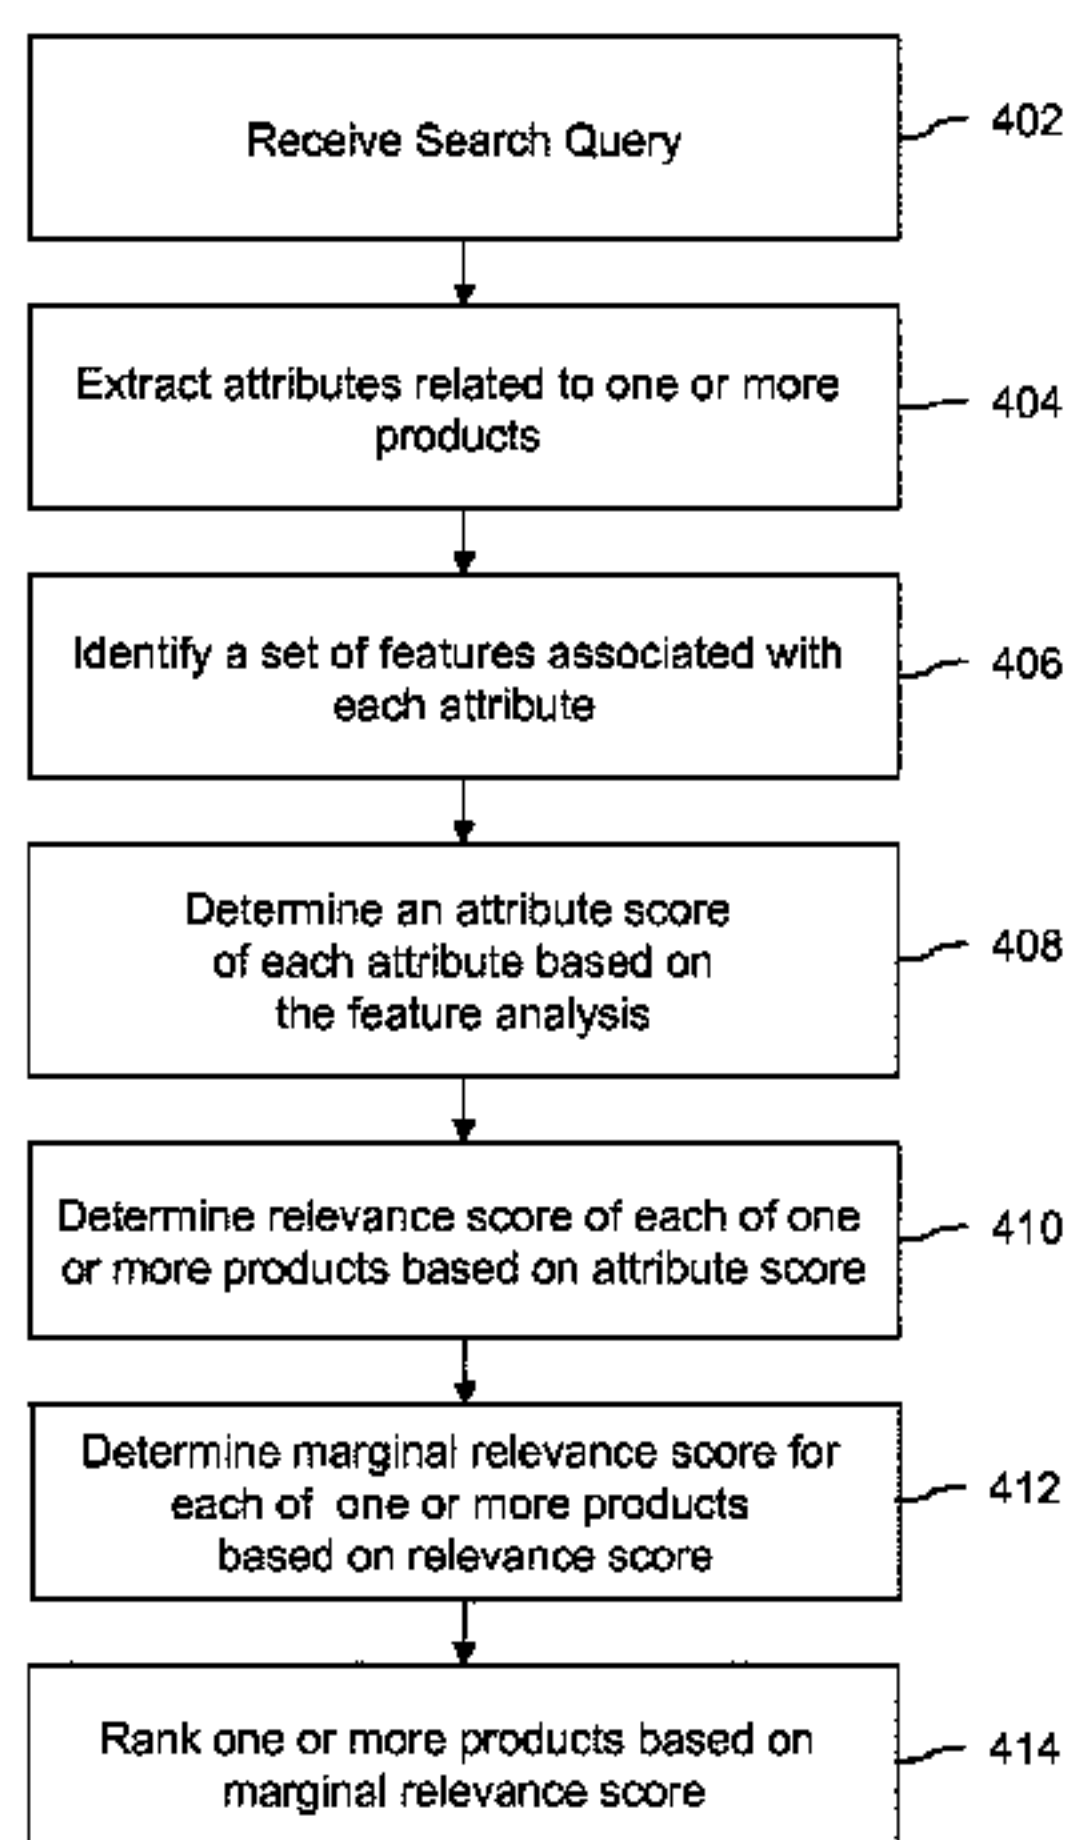 Receive Search Query
402
Extract attributes related to one or more
products
404
Identify a set of features associated with
each attribute
406
Determine an attribute score
of each attribute based on
the feature analysis
408
Determine relevance score of each of one
or more products based on attribute score
410
Determine marginal relevance score for
each of one or more products
based on relevance score
412
Rank one or more products based on
marginal relevance score
414